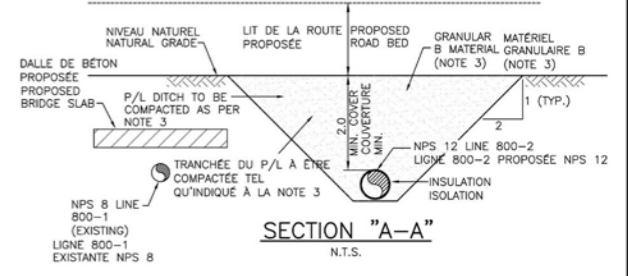 NIVEAU NATUREL
NATURAL GRADE
LIT DE LA ROUTE
PROPOSÉE
PROPOSED
ROAD BED
GRANULAR
B MATERIAL
(NOTE 3)
MATÉRIEL
GRANULAIRE B
(NOTE 3)
DALLE DE BÉTON
PROPOSÉE
PROPOSED
BRIDGE SLAB
P/L DITCH TO BE
COMPACTED AS PER
NOTE 3
2.0
MIN. COVER
COUVERTURE
MIN.
1 (TYP.)
2
TRANCHÉE DU P/L À ÊTRE
COMPACTÉE TEL
QU'INDIQUÉ À LA NOTE 3
NPS 12 LINE 800-2
LIGNE 800-2 PROPOSÉE NPS 12
INSULATION
ISOLATION
NPS 8 LINE
800-1
(EXISTING)
LIGNE 800-1
EXISTANTE NPS 8
SECTION "A-A"
N.T.S.